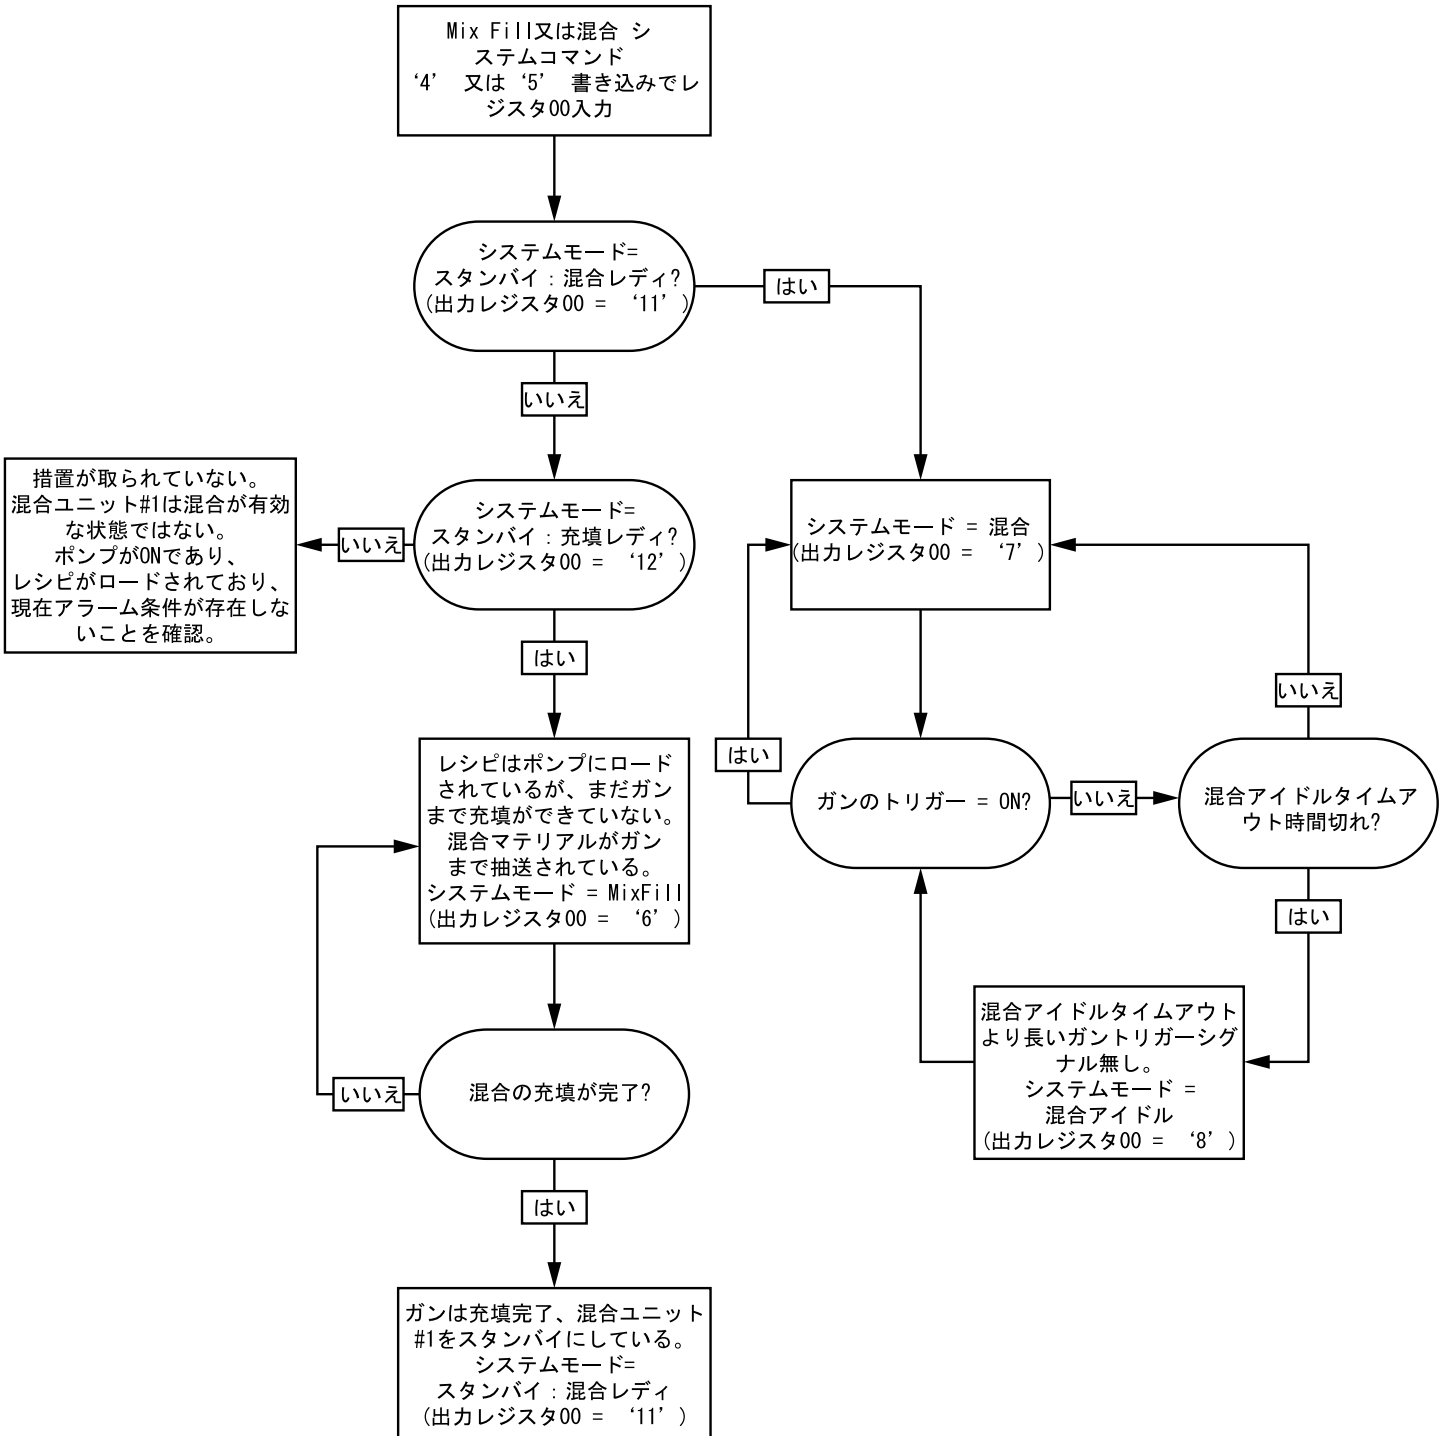 Mix Fill又は混合 シ
ステムコマンド
‘4’ 又は ‘5’ 書き込みでレ
ジスタ00入力
システムモード=
スタンバイ：混合レディ?
(出力レジスタ00 = ‘11’)
はい
いいえ
措置が取られていない。
混合ユニット#1は混合が有効
な状態ではない。
ポンプがONであり、
レシピがロードされており、
現在アラーム条件が存在しな
いことを確認。
いいえ
システムモード=
スタンバイ：充填レディ?
(出力レジスタ00 = ‘12’)
システムモード = 混合
(出力レジスタ00 = ‘7’)
はい
いいえ
レシピはポンプにロード
されているが、まだガン
まで充填ができていない。
混合マテリアルがガン
まで抽送されている。
システムモード = MixFill
(出力レジスタ00 = ‘6’)
はい
ガンのトリガー = ON?
いいえ
混合アイドルタイムア
ウト時間切れ?
はい
混合アイドルタイムアウト
より長いガントリガーシグ
ナル無し。
システムモード =
混合アイドル
(出力レジスタ00 = ‘8’)
いいえ
混合の充填が完了?
はい
ガンは充填完了、混合ユニット
#1をスタンバイにしている。
システムモード=
スタンバイ：混合レディ
(出力レジスタ00 = ‘11’)